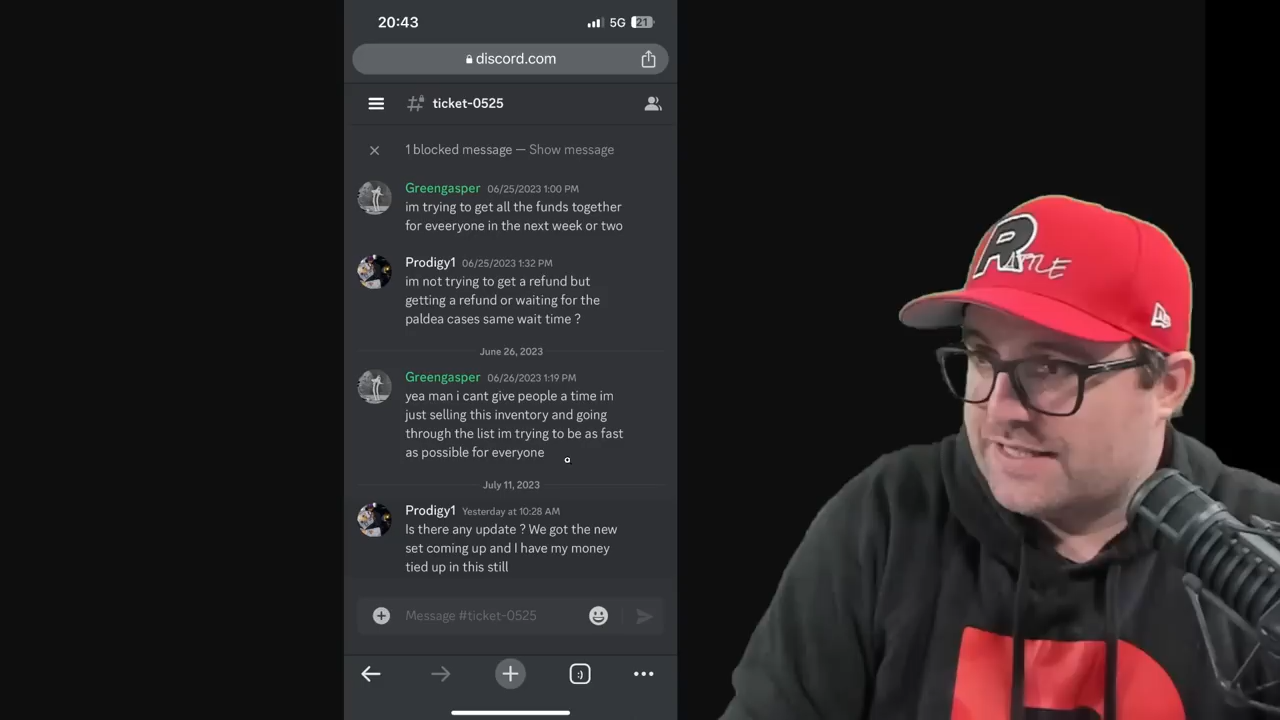 20:43
5G 21
discord.com
ticket-0525
1 blocked message — Show message
Greengasper 06/25/2023 1:00 PM
im trying to get all the funds together
for eveeryone in the next week or two
Prodigy1 06/25/2023 1:32 PM
im not trying to get a refund but
getting a refund or waiting for the
paldea cases same wait time ?
June 26, 2023
Greengasper 06/26/2023 1:19 PM
yea man i cant give people a time im
just selling this inventory and going
through the list im trying to be as fast
as possible for everyone
July 11, 2023
Prodigy1 Yesterday at 10:28 AM
Is there any update ? We got the new
set coming up and I have my money
tied up in this still
Message #ticket-0525
:)
R